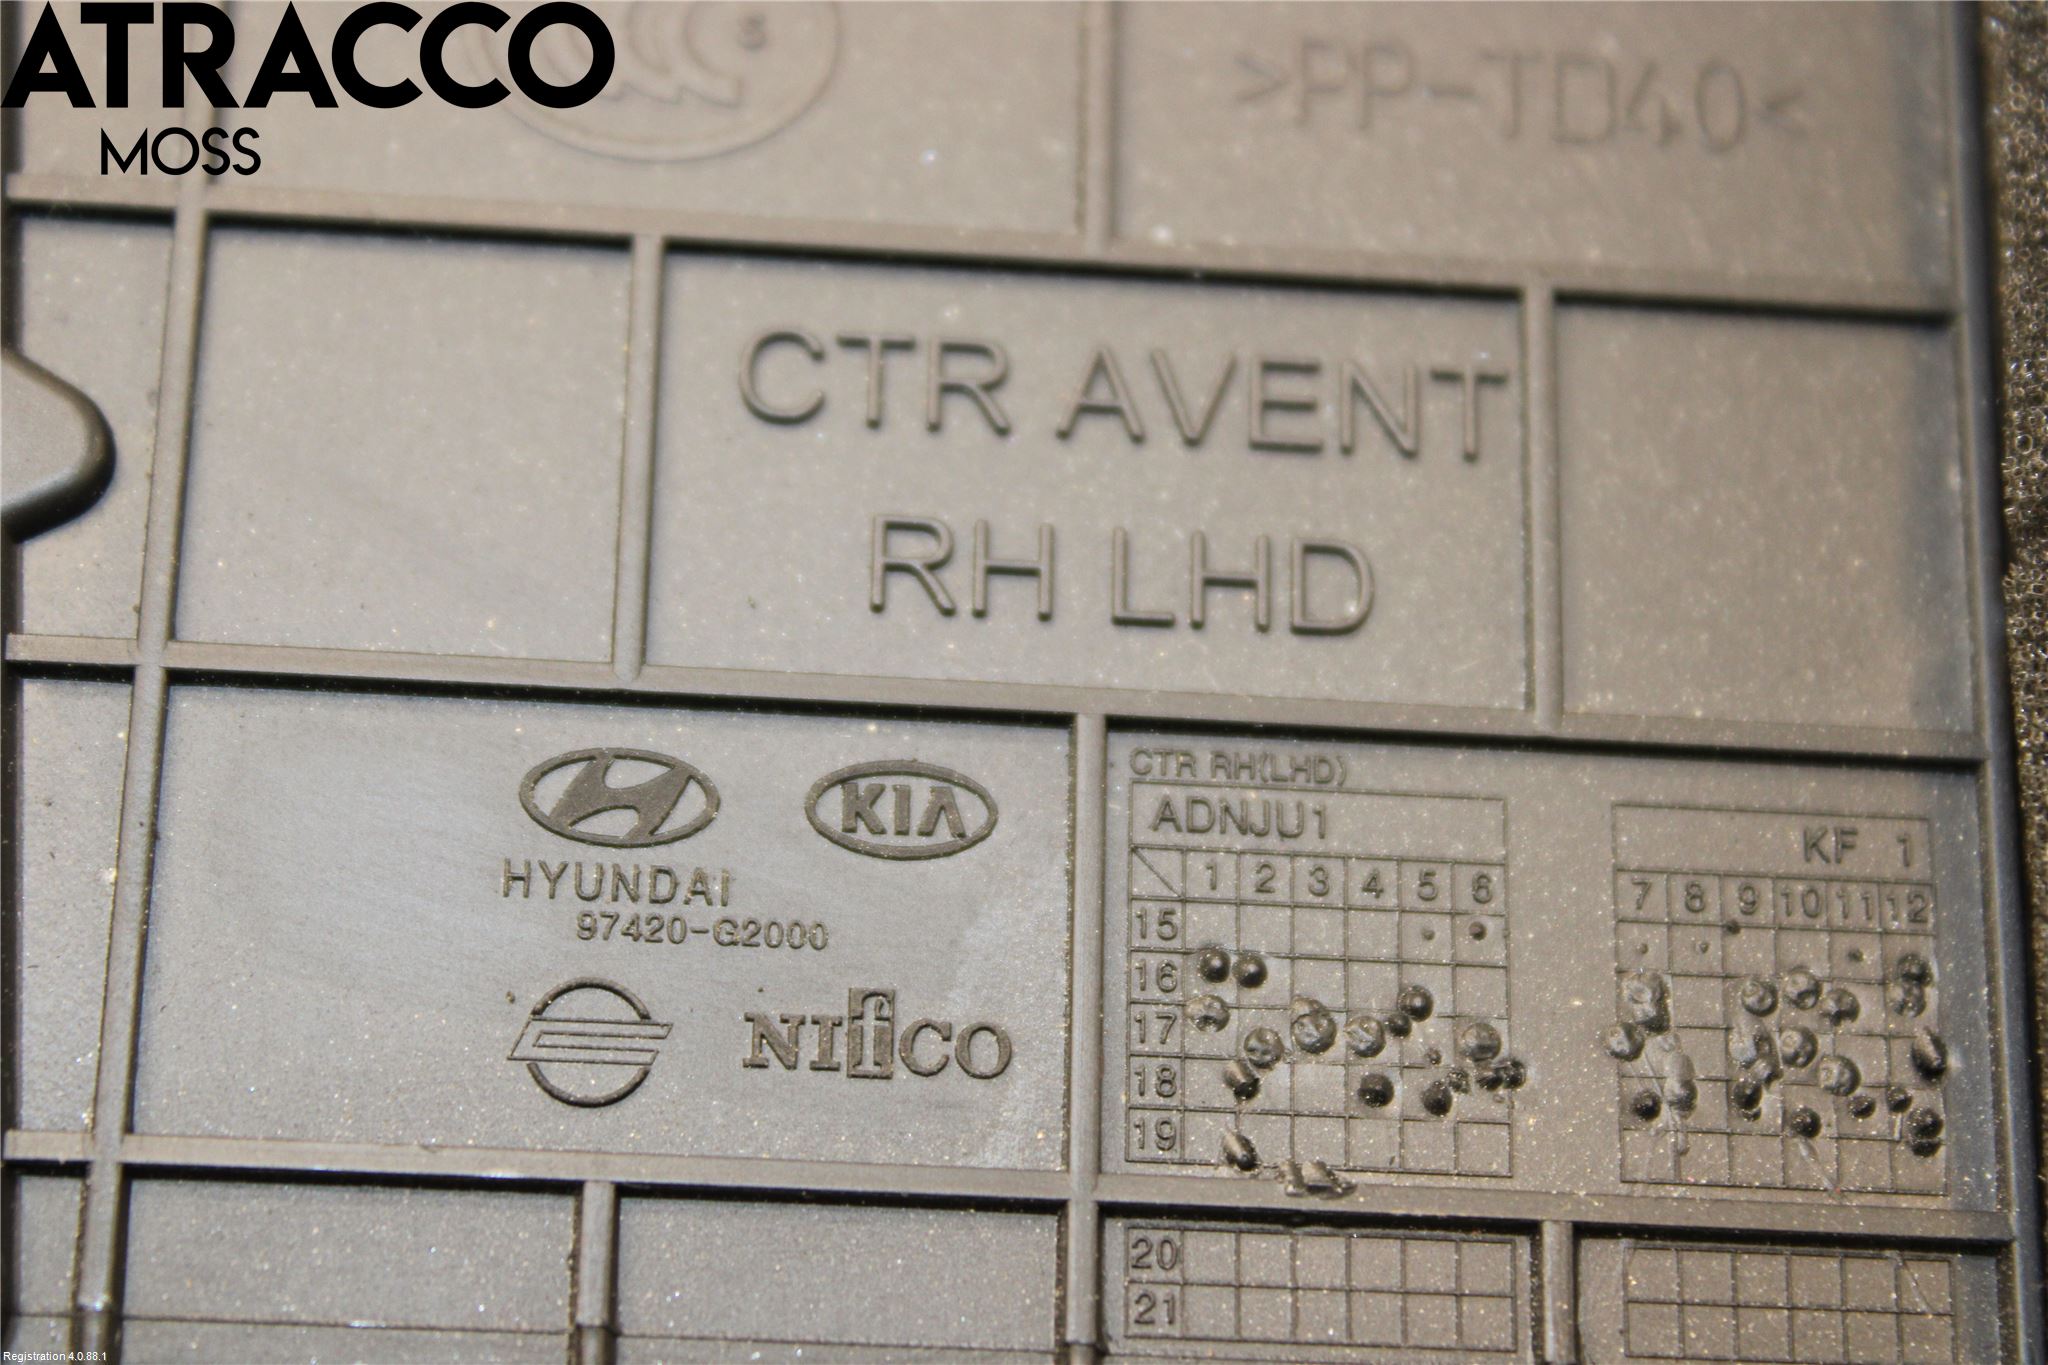 ATRACCO
MOSS
S
>PP-TD40<
CTR AVENT
RH LHD
KIA
HYUNDAI
97420-G2000
NIfCO
CTR RH(LHD)
ADNJU1
1 2 3 4 5 6
15
16
17
18
19
20
21
KF 1
7 8 9 10 11 12
Registration 4.0.88.1